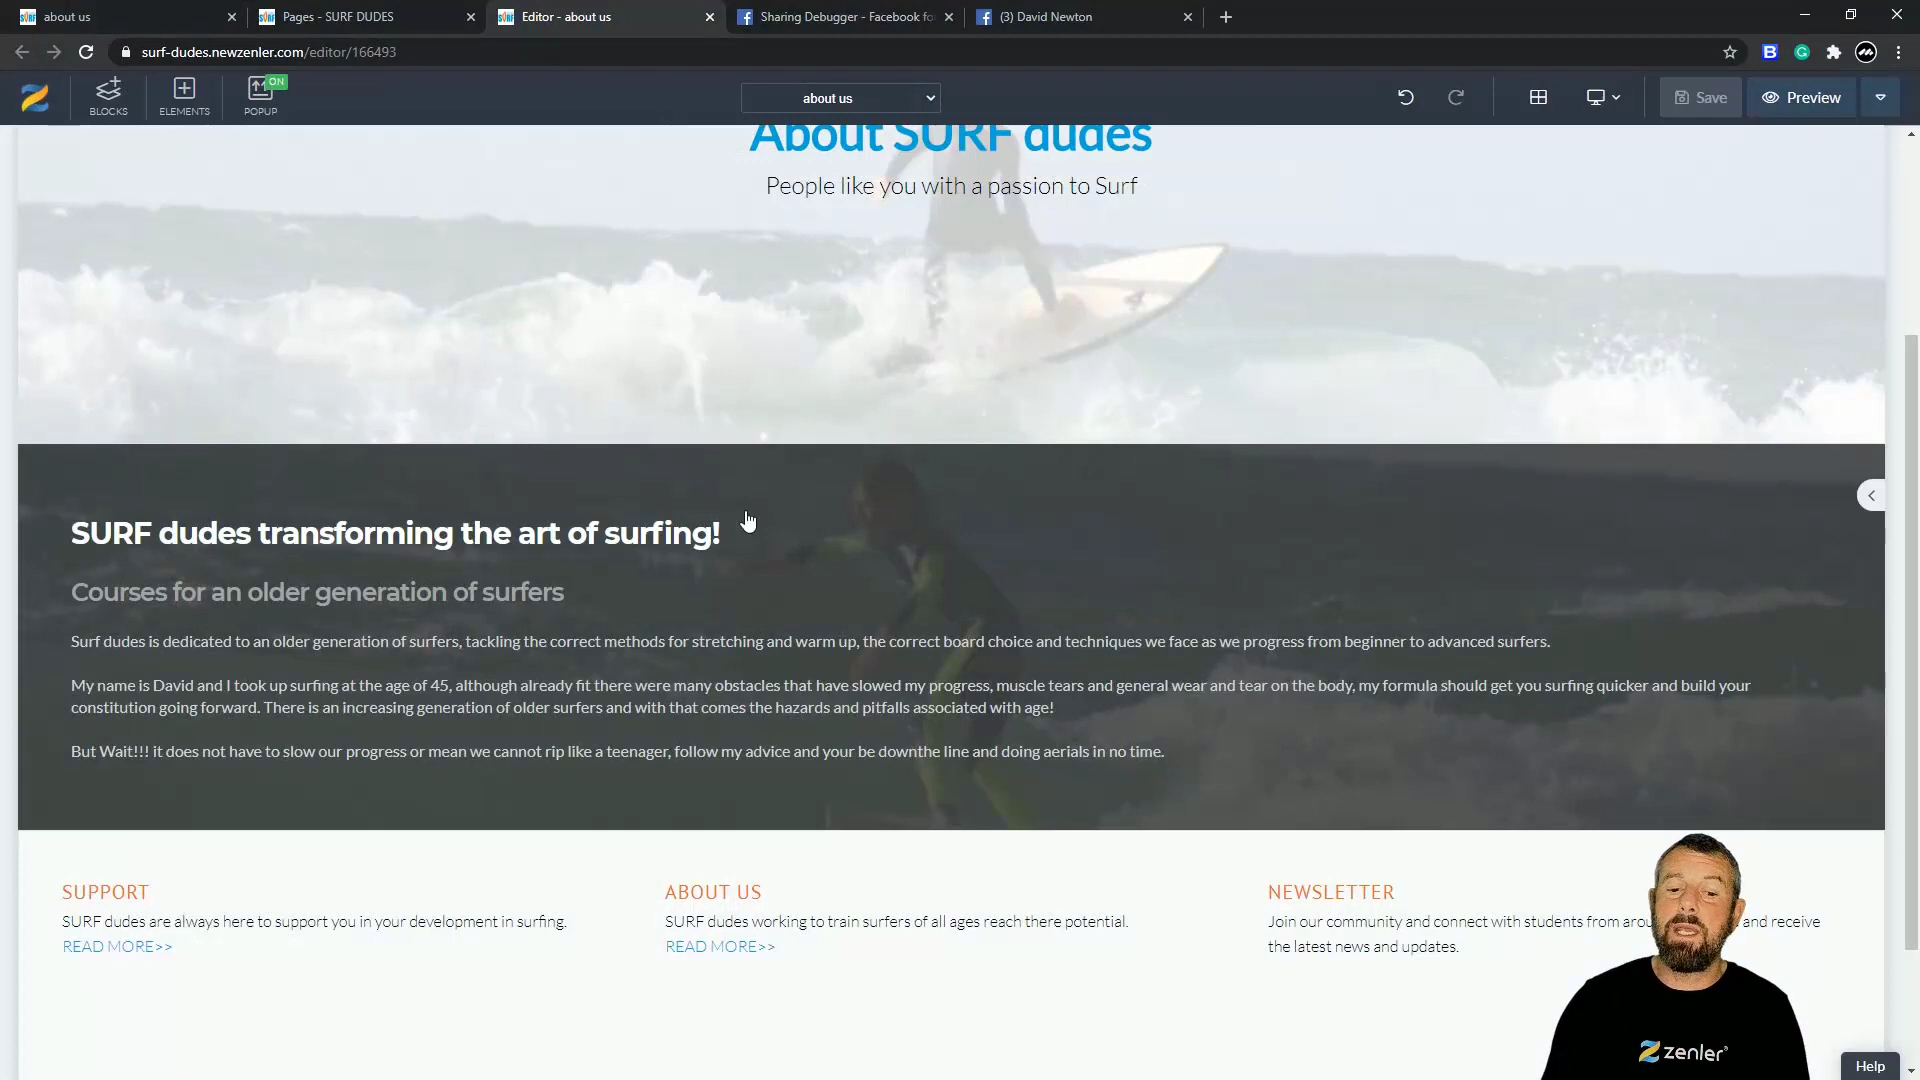 about us
Pages - SURF DUDES
Editor - about us
Sharing Debugger - Facebook fo
(3) David Newton
surf-dudes.newzenler.com/editor/166493
BLOCKS
ELEMENTS
ON
POPUP
about us
Save
Preview
About SURF dudes
People like you with a passion to Surf
SURF dudes transforming the art of surfing!
Courses for an older generation of surfers
Surf dudes is dedicated to an older generation of surfers, tackling the correct methods for stretching and warm up, the correct board choice and techniques we face as we progress from beginner to advanced surfers.
My name is David and I took up surfing at the age of 45, although already fit there were many obstacles that have slowed my progress, muscle tears and general wear and tear on the body, my formula should get you surfing quicker and build your
constitution going forward. There is an increasing generation of older surfers and with that comes the hazards and pitfalls associated with age!
But Wait!!! it does not have to slow our progress or mean we cannot rip like a teenager, follow my advice and your be downthe line and doing aerials in no time.
SUPPORT
SURF dudes are always here to support you in your development in surfing.
READ MORE>>
ABOUT US
SURF dudes working to train surfers of all ages reach there potential.
READ MORE>>
NEWSLETTER
Join our community and connect with students from arou and receive
the latest news and updates.
zenler
Help